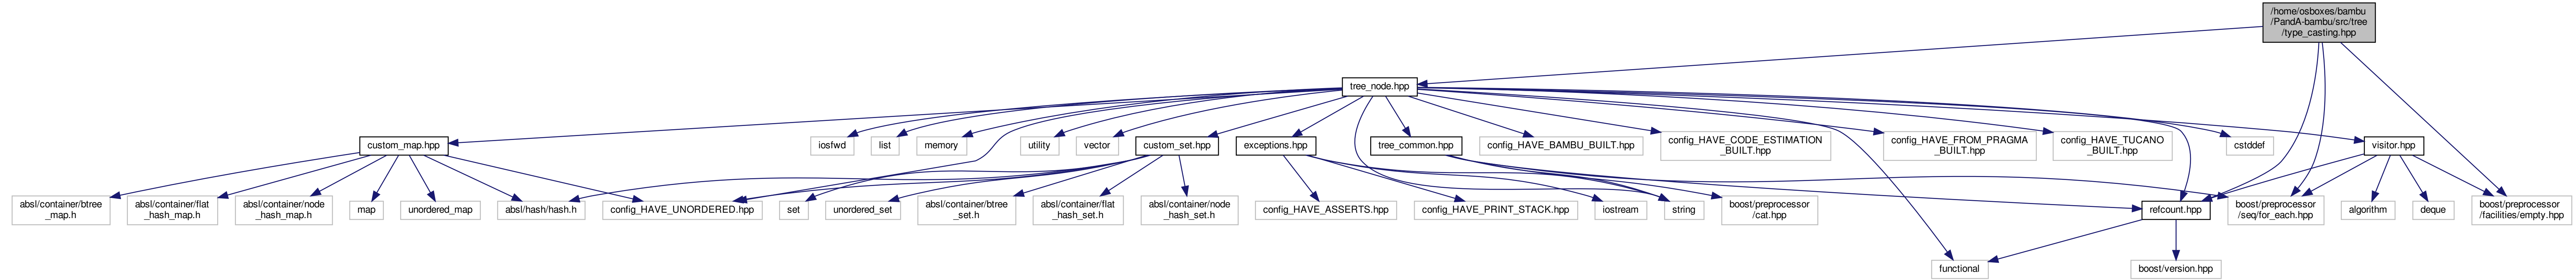 /home/osboxes/bambu
/PandA-bambu/src/tree
/type_casting.hpp
tree_node.hpp
custom_map.hpp
iosfwd
list
memory
utility
vector
custom_set.hpp
exceptions.hpp
tree_common.hpp
config_HAVE_BAMBU_BUILT.hpp
config_HAVE_CODE_ESTIMATION
_BUILT.hpp
config_HAVE_FROM_PRAGMA
_BUILT.hpp
config_HAVE_TUCANO
_BUILT.hpp
cstddef
visitor.hpp
absl/container/btree
_map.h
absl/container/flat
_hash_map.h
absl/container/node
_hash_map.h
map
unordered_map
absl/hash/hash.h
config_HAVE_UNORDERED.hpp
set
unordered_set
absl/container/btree
_set.h
absl/container/flat
_hash_set.h
absl/container/node
_hash_set.h
config_HAVE_ASSERTS.hpp
config_HAVE_PRINT_STACK.hpp
iostream
string
boost/preprocessor
/cat.hpp
refcount.hpp
boost/preprocessor
/seq/for_each.hpp
algorithm
deque
boost/preprocessor
/facilities/empty.hpp
functional
boost/version.hpp